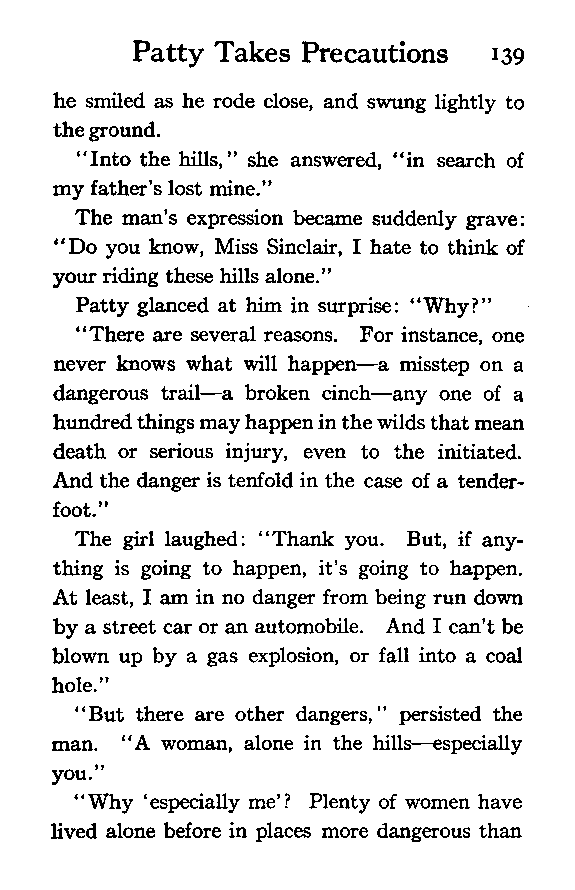 Patty Takes Precautions 139
he smiled as he rode close, and swung lightly to
the ground.
"Into the hills," she answered, "in search of
my father's lost mine."
The man's expression became suddenly grave:
"Do you know, Miss Sinclair, I hate to think of
your riding these hills alone."
Patty glanced at him in surprise: "Why?"
"There are several reasons. For instance, one
never knows what will happen—a misstep on a
dangerous trail—a broken cinch—any one of a
hundred things may happen in the wilds that mean
death or serious injury, even to the initiated.
And the danger is tenfold in the case of a tender-
foot."
The girl laughed: "Thank you. But, if any-
thing is going to happen, it's going to happen.
At least, I am in no danger from being run down
by a street car or an automobile. And I can't be
blown up by a gas explosion, or fall into a coal
hole."
"But there are other dangers," persisted the
man. "A woman, alone in the hills—especially
you."
"Why 'especially me'? Plenty of women have
lived alone before in places more dangerous than